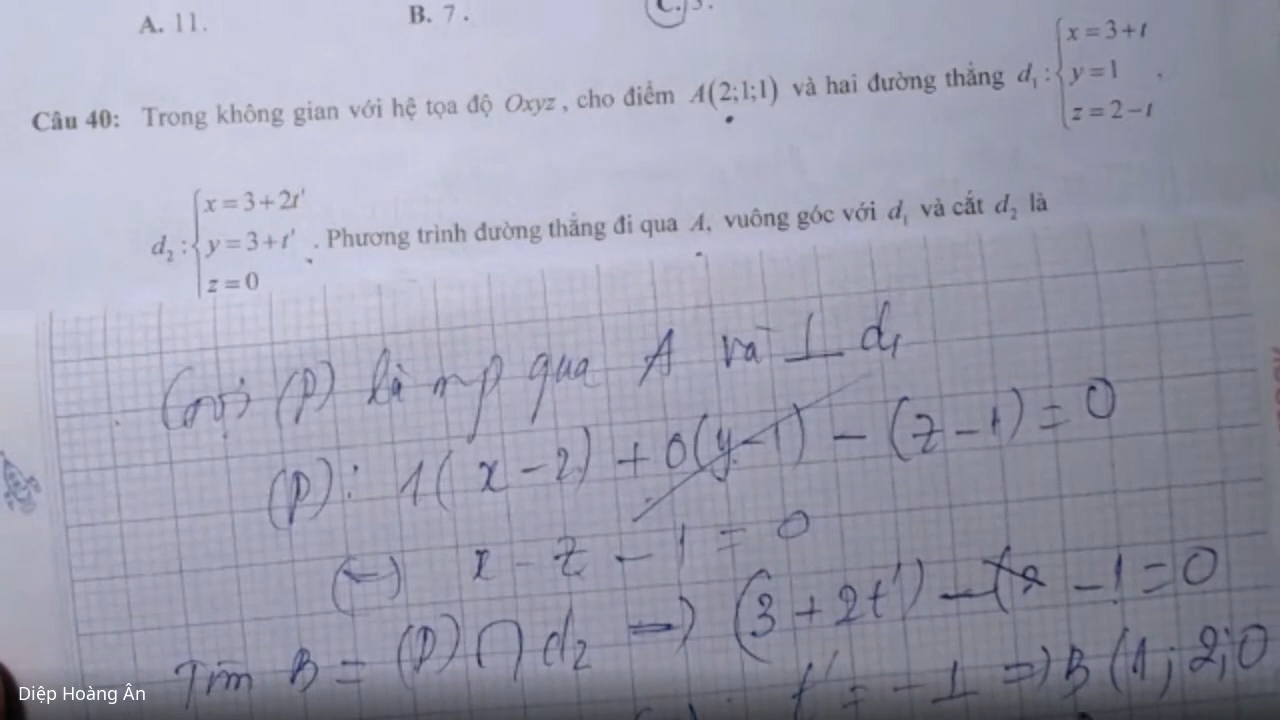 A. 11. B. 7. C. 3.
Câu 40: Trong không gian với hệ tọa độ Oxyz, cho điểm A(2;1;1) và hai đường thẳng d₁: { x = 3 + t
y = 1
z = 2 − t ,
d₂: { x = 3 + 2t'
y = 3 + t'
z = 0 . Phương trình đường thẳng đi qua A, vuông góc với d₁ và cắt d₂ là
Gọi (P) là mp qua A và ⊥ d₁
(P): 1(x − 2) + 0(y − 1) − (z − 1) = 0
(=) x − z − 1 = 0
Tìm B = (P) ∩ d₂ => (3 + 2t') − 1 = 0
t' = −1 => B(1; 2; 0
Diệp Hoàng Ân